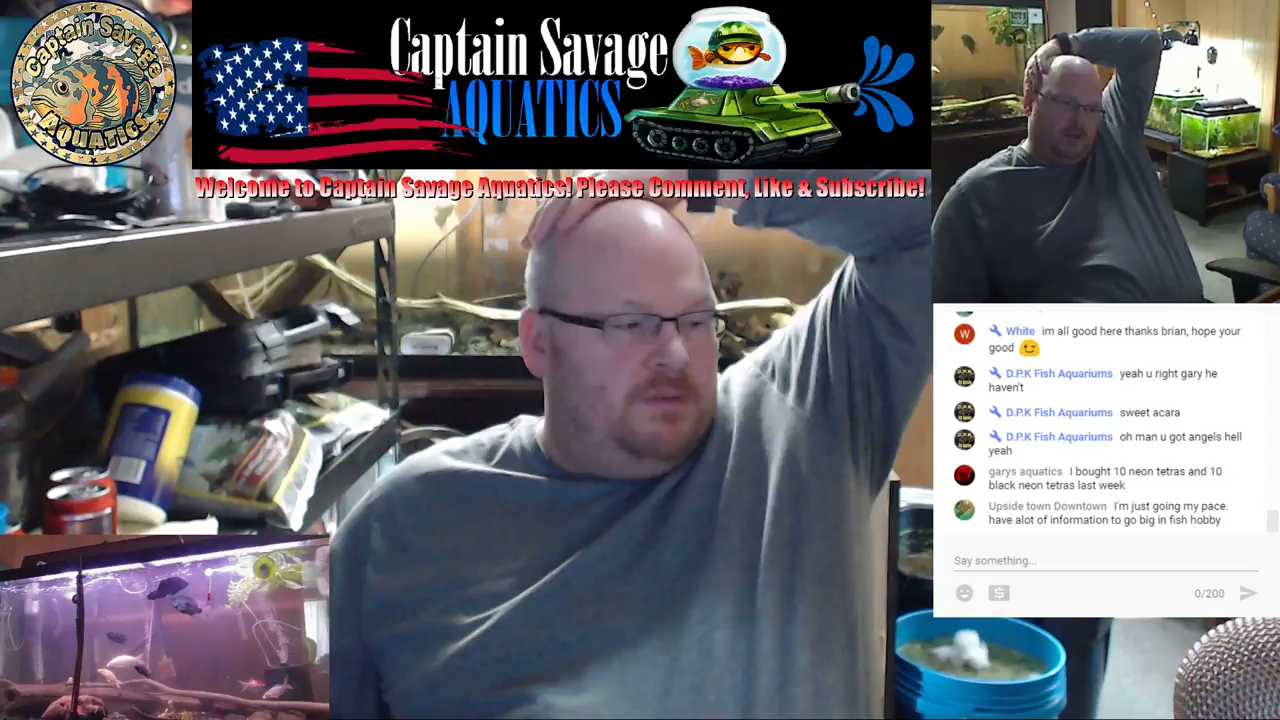 Captain Savage
AQUATICS
Captain Savage
AQUATICS
Welcome to Captain Savage Aquatics! Please Comment, Like & Subscribe!
W White im all good here thanks brian, hope your
good
D.P.K Fish Aquariums yeah u right gary he
haven't
D.P.K Fish Aquariums sweet acara
D.P.K Fish Aquariums oh man u got angels hell
yeah
garys aquatics I bought 10 neon tetras and 10
black neon tetras last week
Upside town Downtown I'm just going my pace.
have alot of information to go big in fish hobby
Say something...
0/200